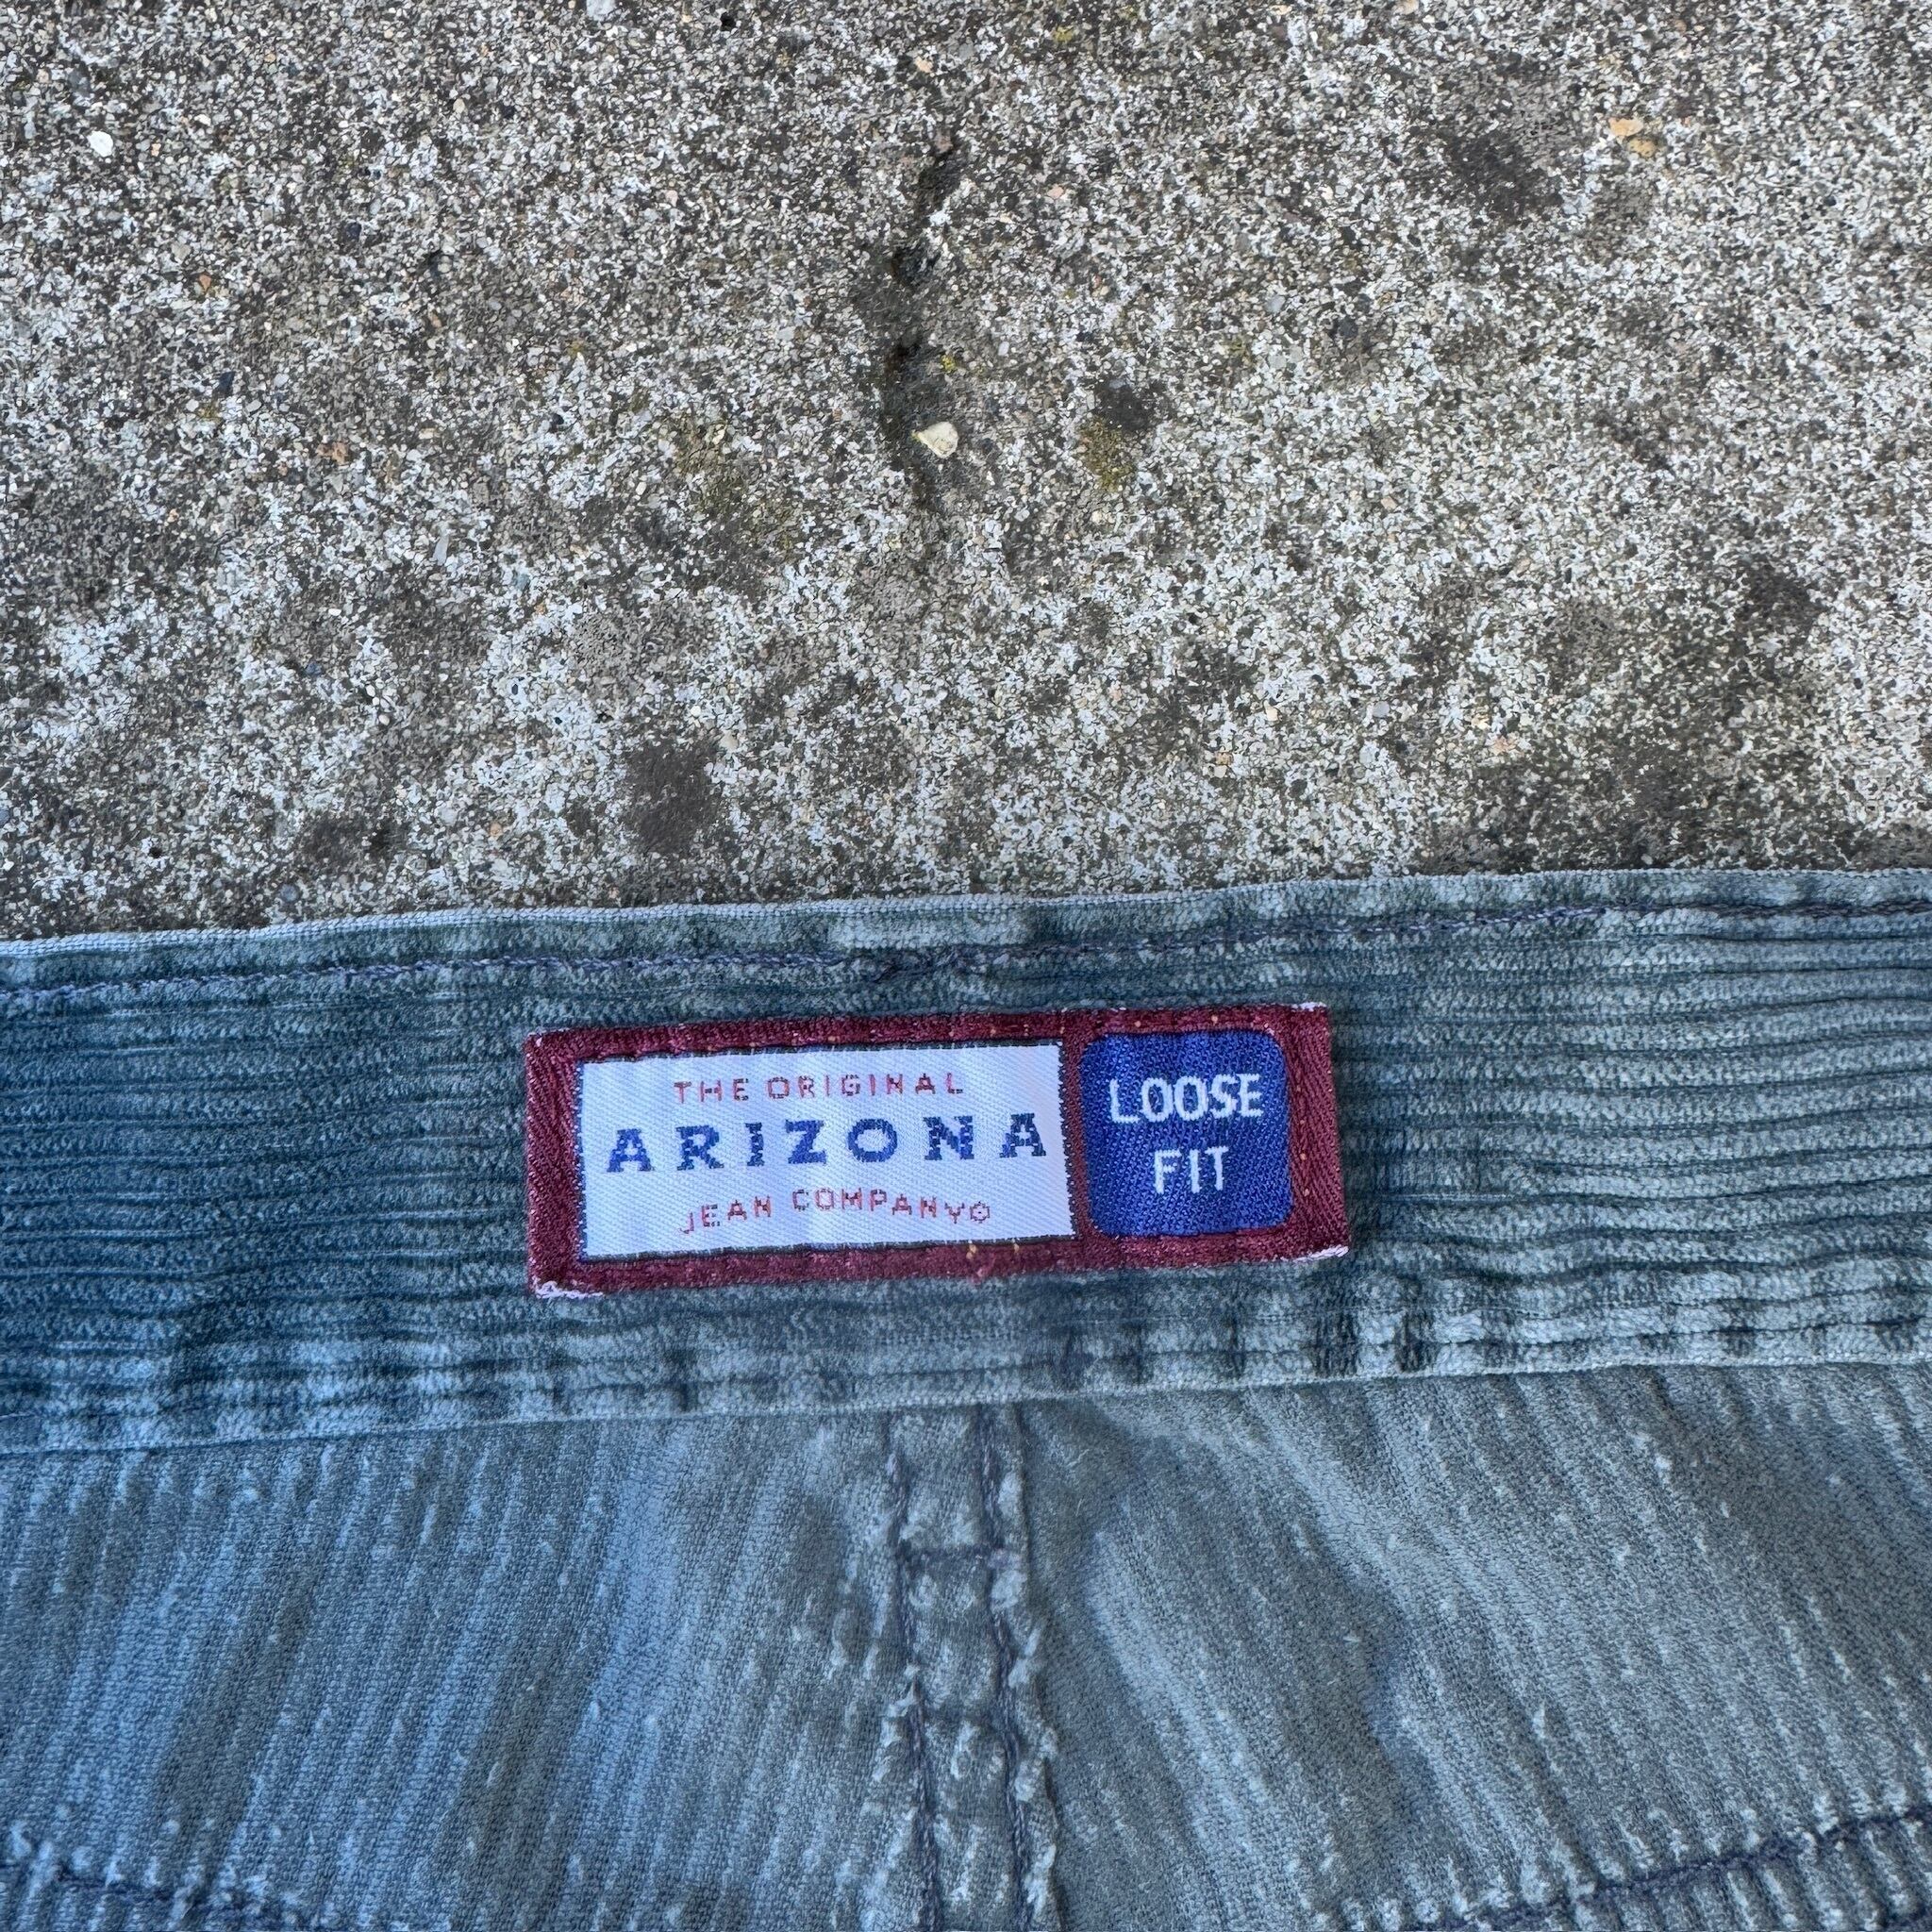 THE ORIGINAL
ARIZONA
JEAN COMPANY®
LOOSE
FIT